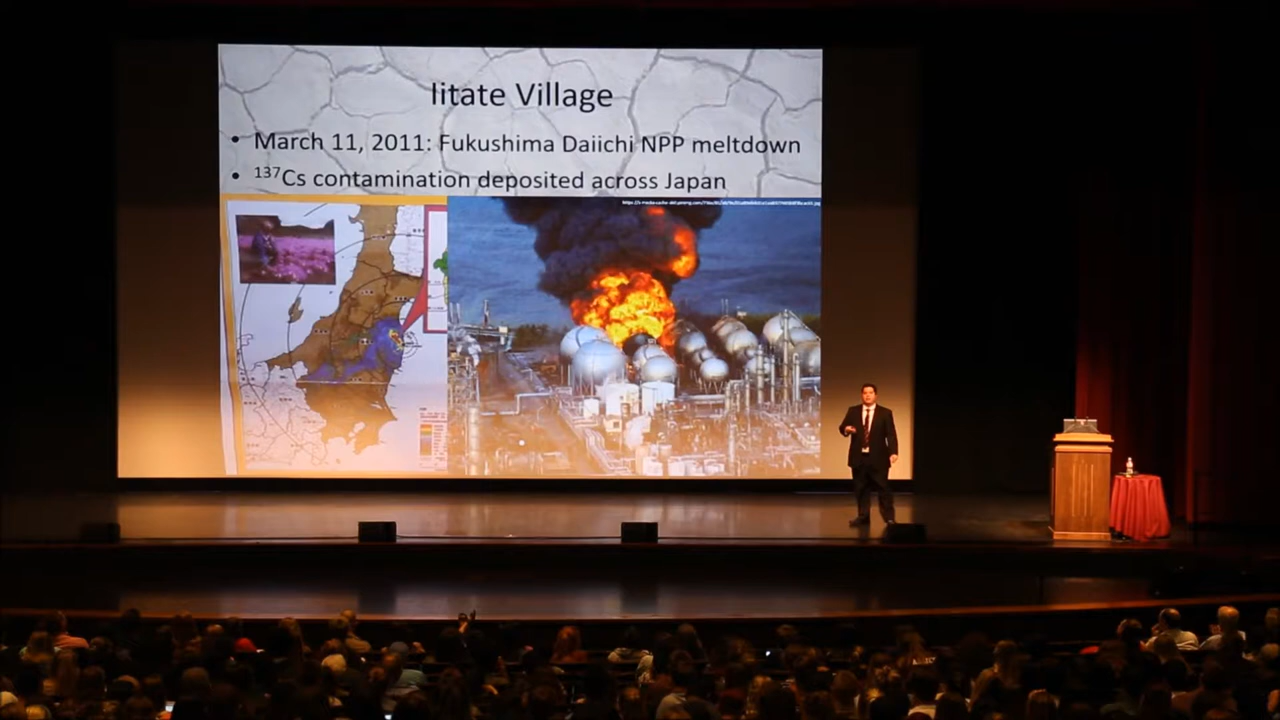 Iitate Village
• March 11, 2011: Fukushima Daiichi NPP meltdown
• ¹³⁷Cs contamination deposited across Japan